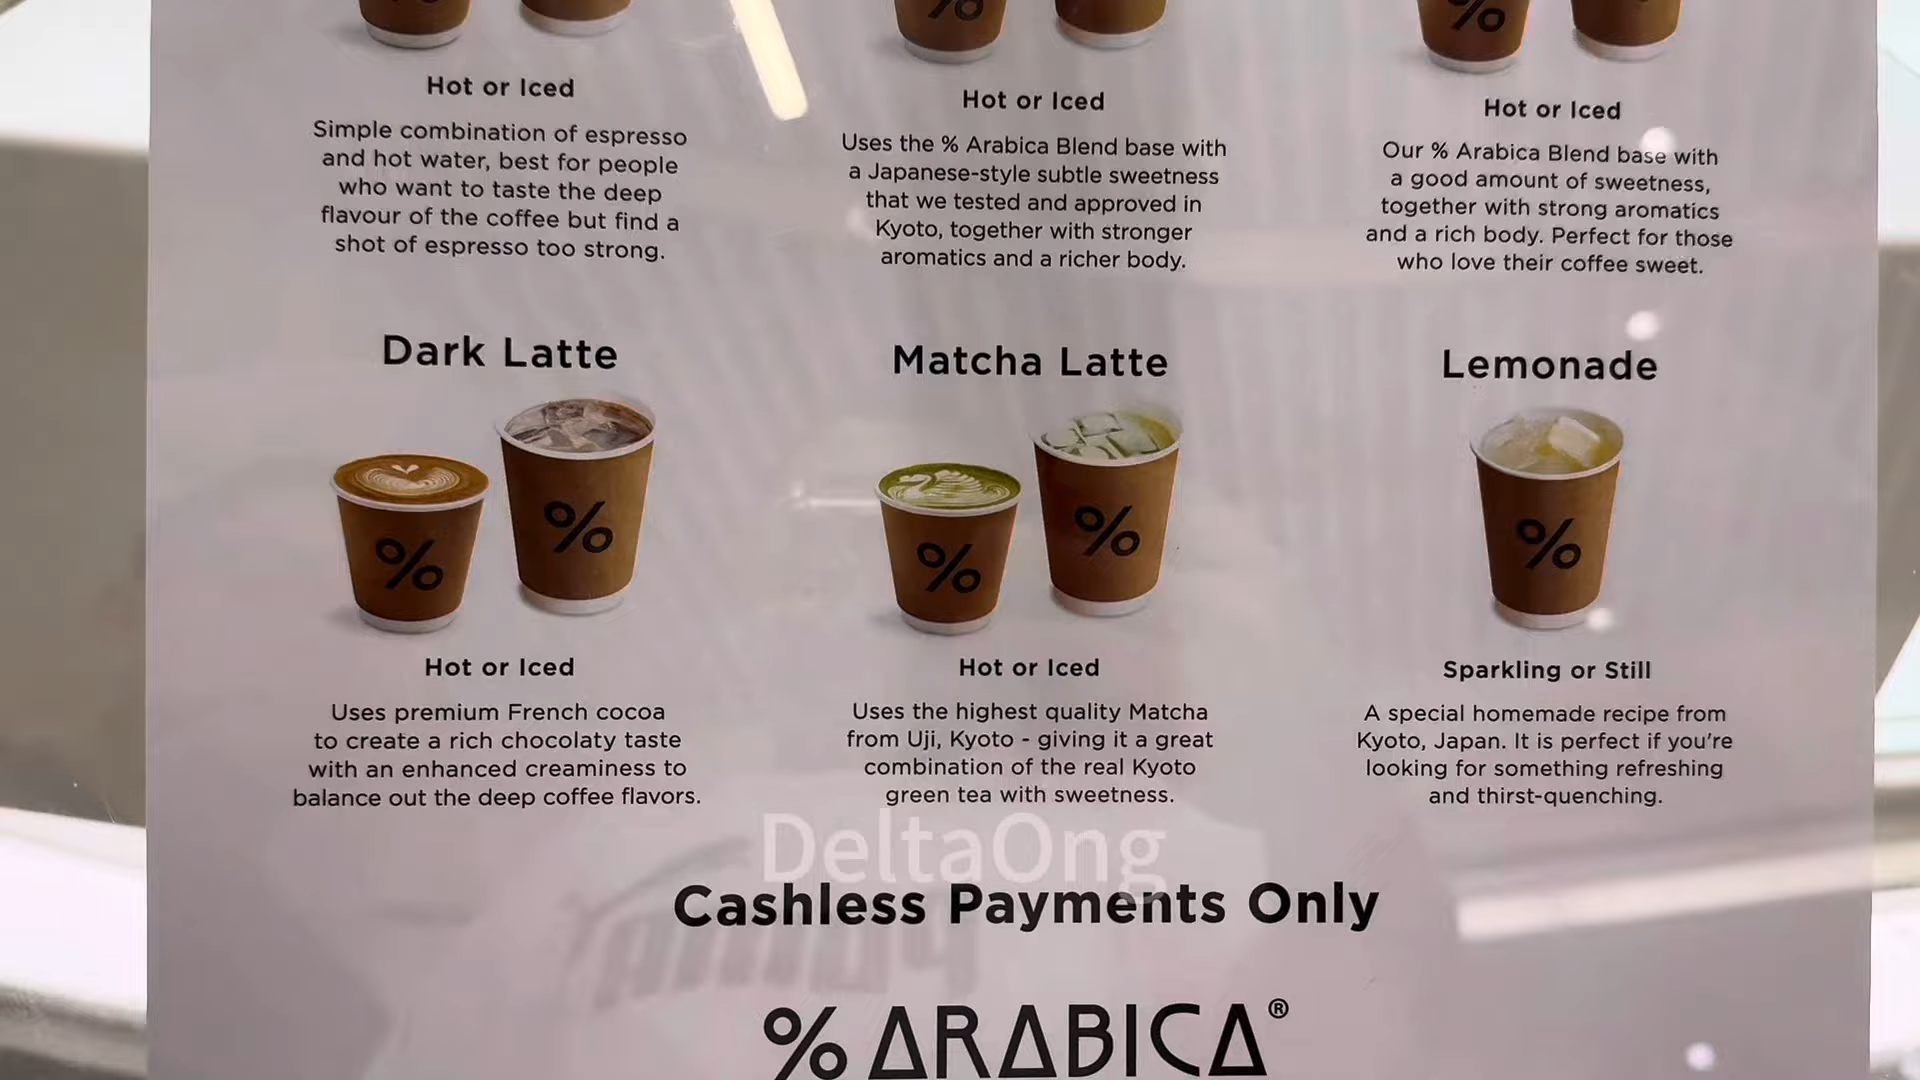 %
%
%
Hot or Iced
Simple combination of espresso
and hot water, best for people
who want to taste the deep
flavour of the coffee but find a
shot of espresso too strong.
Hot or Iced
Uses the % Arabica Blend base with
a Japanese-style subtle sweetness
that we tested and approved in
Kyoto, together with stronger
aromatics and a richer body.
Hot or Iced
Our % Arabica Blend base with
a good amount of sweetness,
together with strong aromatics
and a rich body. Perfect for those
who love their coffee sweet.
Dark Latte
%
%
Hot or Iced
Uses premium French cocoa
to create a rich chocolaty taste
with an enhanced creaminess to
balance out the deep coffee flavors.
Matcha Latte
%
%
Hot or Iced
Uses the highest quality Matcha
from Uji, Kyoto - giving it a great
combination of the real Kyoto
green tea with sweetness.
Lemonade
%
Sparkling or Still
A special homemade recipe from
Kyoto, Japan. It is perfect if you're
looking for something refreshing
and thirst-quenching.
DeltaOng
Cashless Payments Only
% ARABICA®